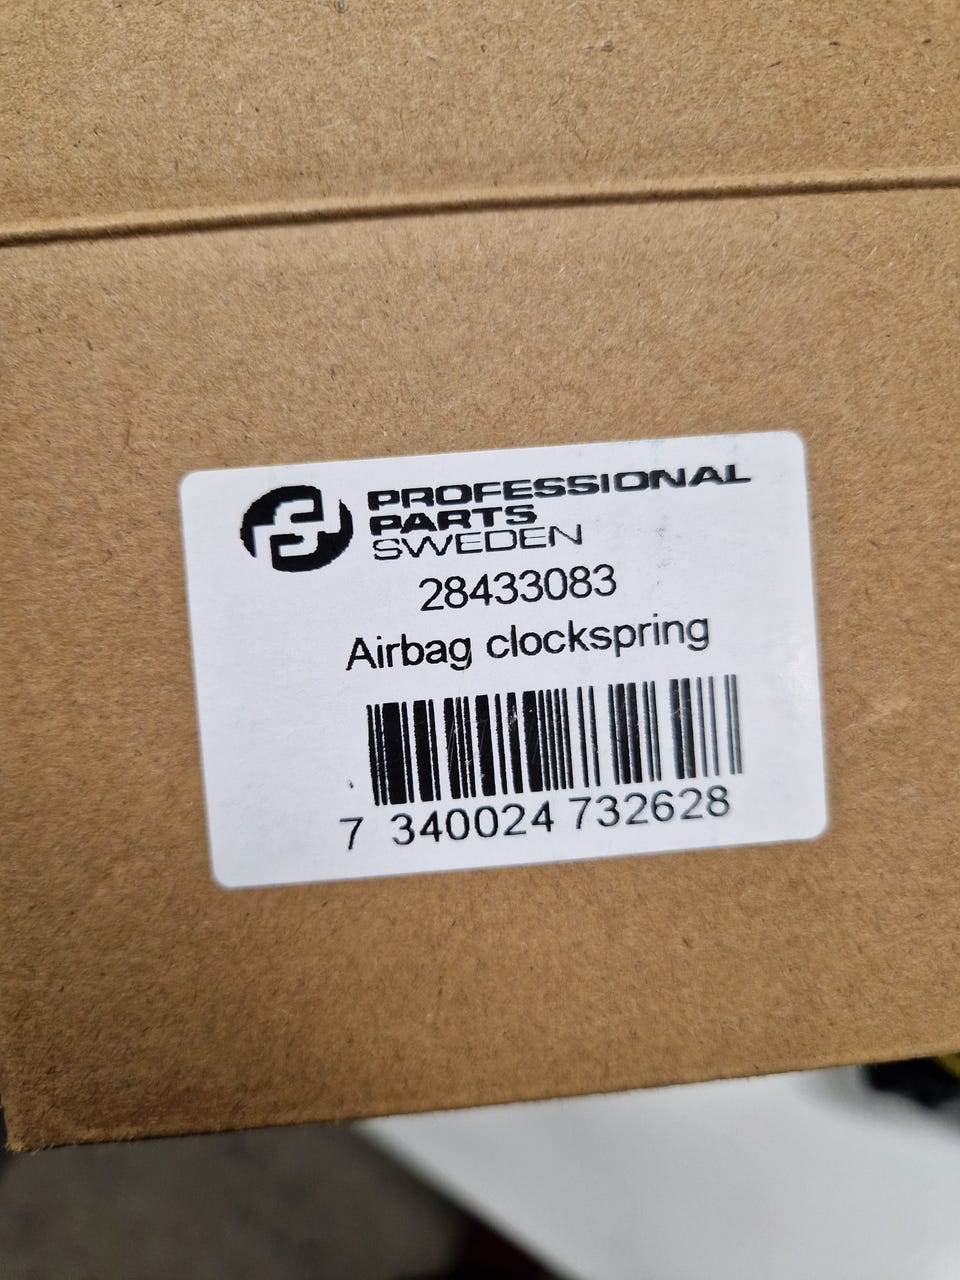 PROFESSIONAL
PARTS
SWEDEN
28433083
Airbag clockspring
7 340024 732628